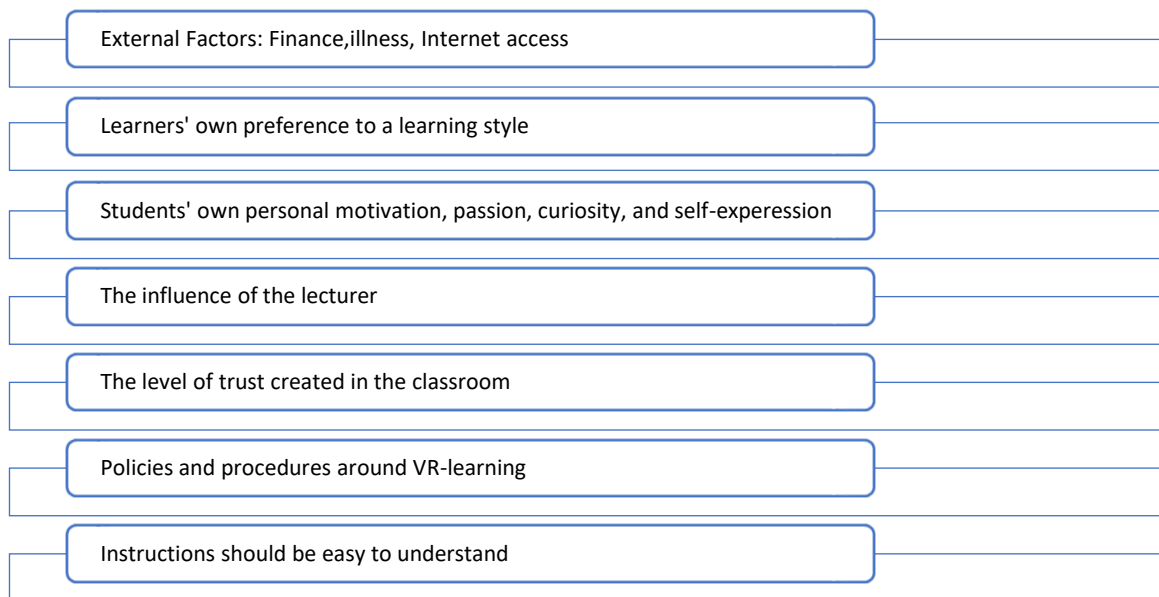 External Factors: Finance,illness, Internet access
Learners' own preference to a learning style
Students' own personal motivation, passion, curiosity, and self-experession
The influence of the lecturer
The level of trust created in the classroom
Policies and procedures around VR-learning
Instructions should be easy to understand